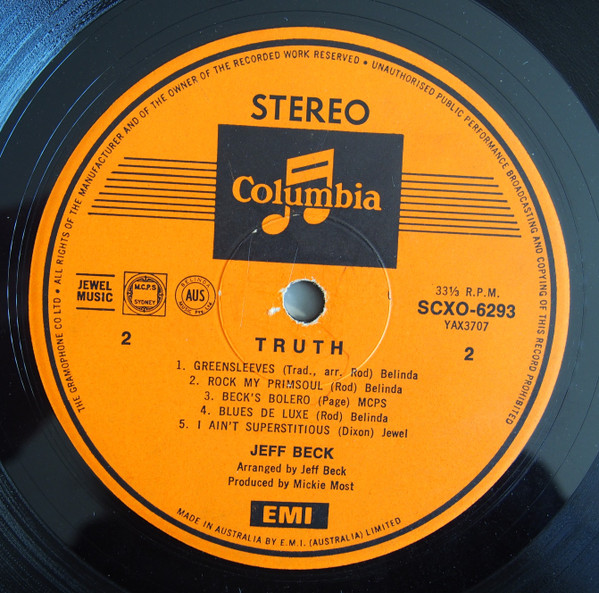 THE GRAMOPHONE CO LTD • ALL RIGHTS OF THE MANUFACTURER AND OF THE OWNER OF THE RECORDED WORK RESERVED • UNAUTHORISED PUBLIC PERFORMANCE BROADCASTING AND COPYING OF THIS RECORD PROHIBITED
STEREO
Columbia
JEWEL MUSIC
M.C.P.S SYDNEY
BELINDA AUS
33⅓ R.P.M.
SCXO-6293
YAX3707
2
2
TRUTH
1. GREENSLEEVES (Trad., arr. Rod) Belinda
2. ROCK MY PRIMSOUL (Rod) Belinda
3. BECK'S BOLERO (Page) MCPS
4. BLUES DE LUXE (Rod) Belinda
5. I AIN'T SUPERSTITIOUS (Dixon) Jewel
JEFF BECK
Arranged by Jeff Beck
Produced by Mickie Most
EMI
MADE IN AUSTRALIA BY E.M.I. (AUSTRALIA) LIMITED